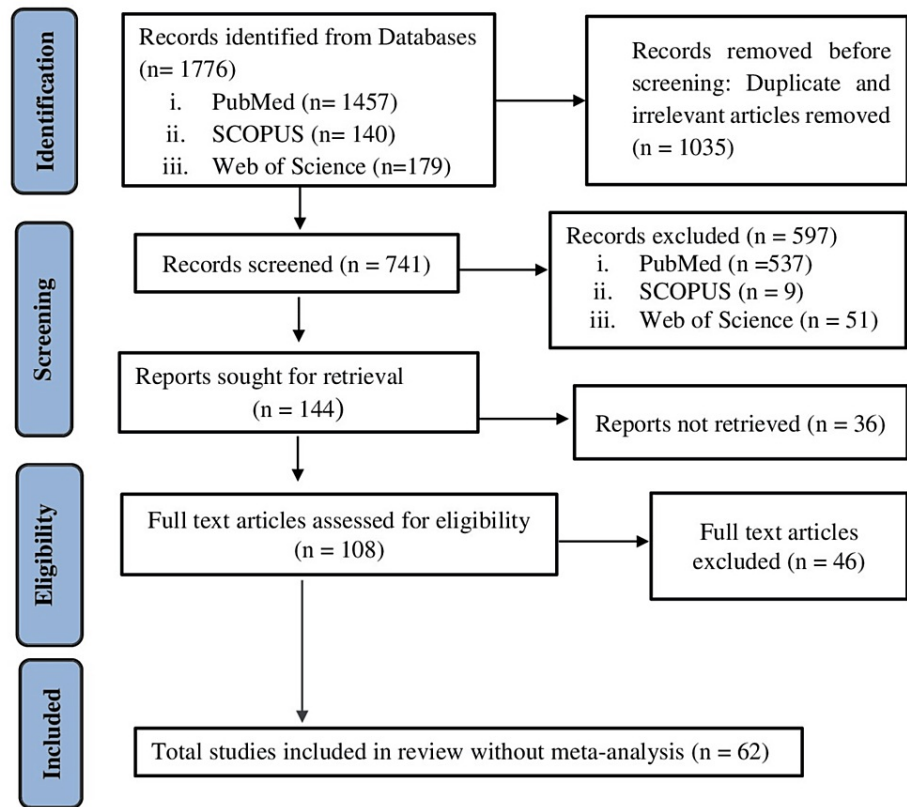 Identification
Records identified from Databases
(n= 1776)
i. PubMed (n= 1457)
ii. SCOPUS (n= 140)
iii. Web of Science (n=179)
Records removed before
screening: Duplicate and
irrelevant articles removed
(n = 1035)
Screening
Records screened (n = 741)
Records excluded (n = 597)
i. PubMed (n =537)
ii. SCOPUS (n = 9)
iii. Web of Science (n = 51)
Reports sought for retrieval
(n = 144)
Reports not retrieved (n = 36)
Eligibility
Full text articles assessed for eligibility
(n = 108)
Full text articles
excluded (n = 46)
Included
Total studies included in review without meta-analysis (n = 62)